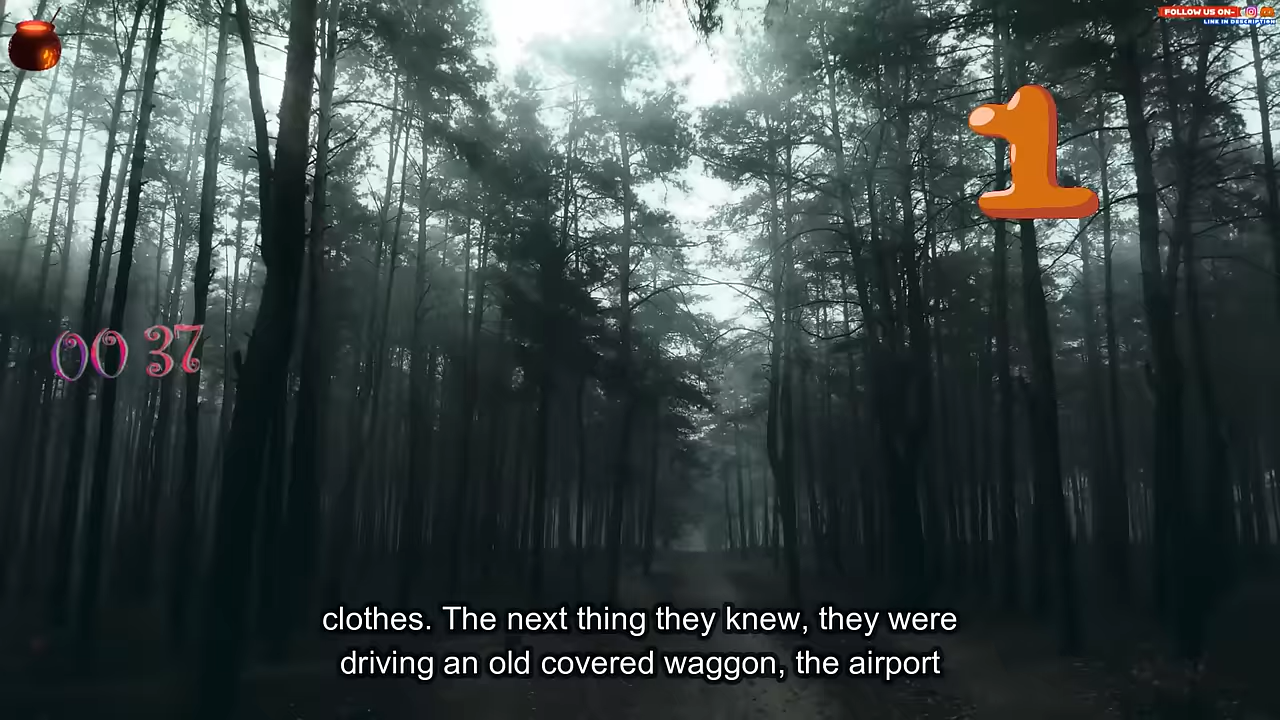 FOLLOW US ON-
LINK IN DESCRIPTION
1
00 37
clothes. The next thing they knew, they were
driving an old covered waggon, the airport